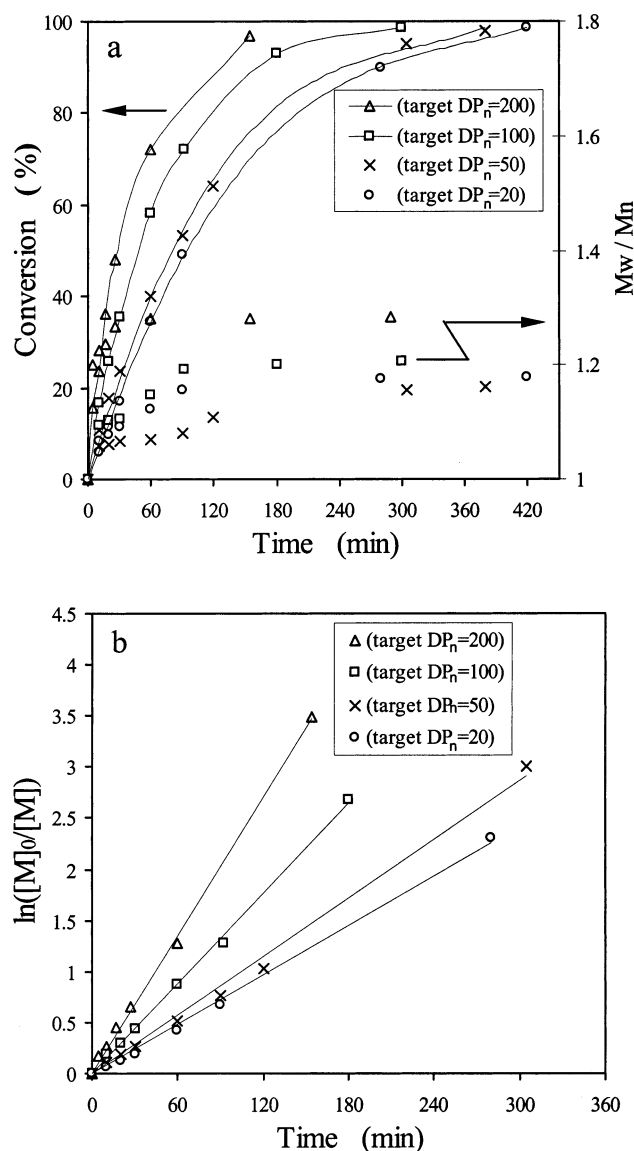 a
100
80
60
40
20
0
Conversion ( % )
1.8
1.6
1.4
1.2
1
Mw / Mn
(target DPn=200)
(target DPn=100)
(target DPn=50)
(target DPn=20)
0 60 120 180 240 300 360 420
Time (min)
b
4.5
4
3.5
3
2.5
2
1.5
1
0.5
0
ln([M]0/[M])
(target DPn=200)
(target DPn=100)
(target DPn=50)
(target DPn=20)
0 60 120 180 240 300 360
Time (min)